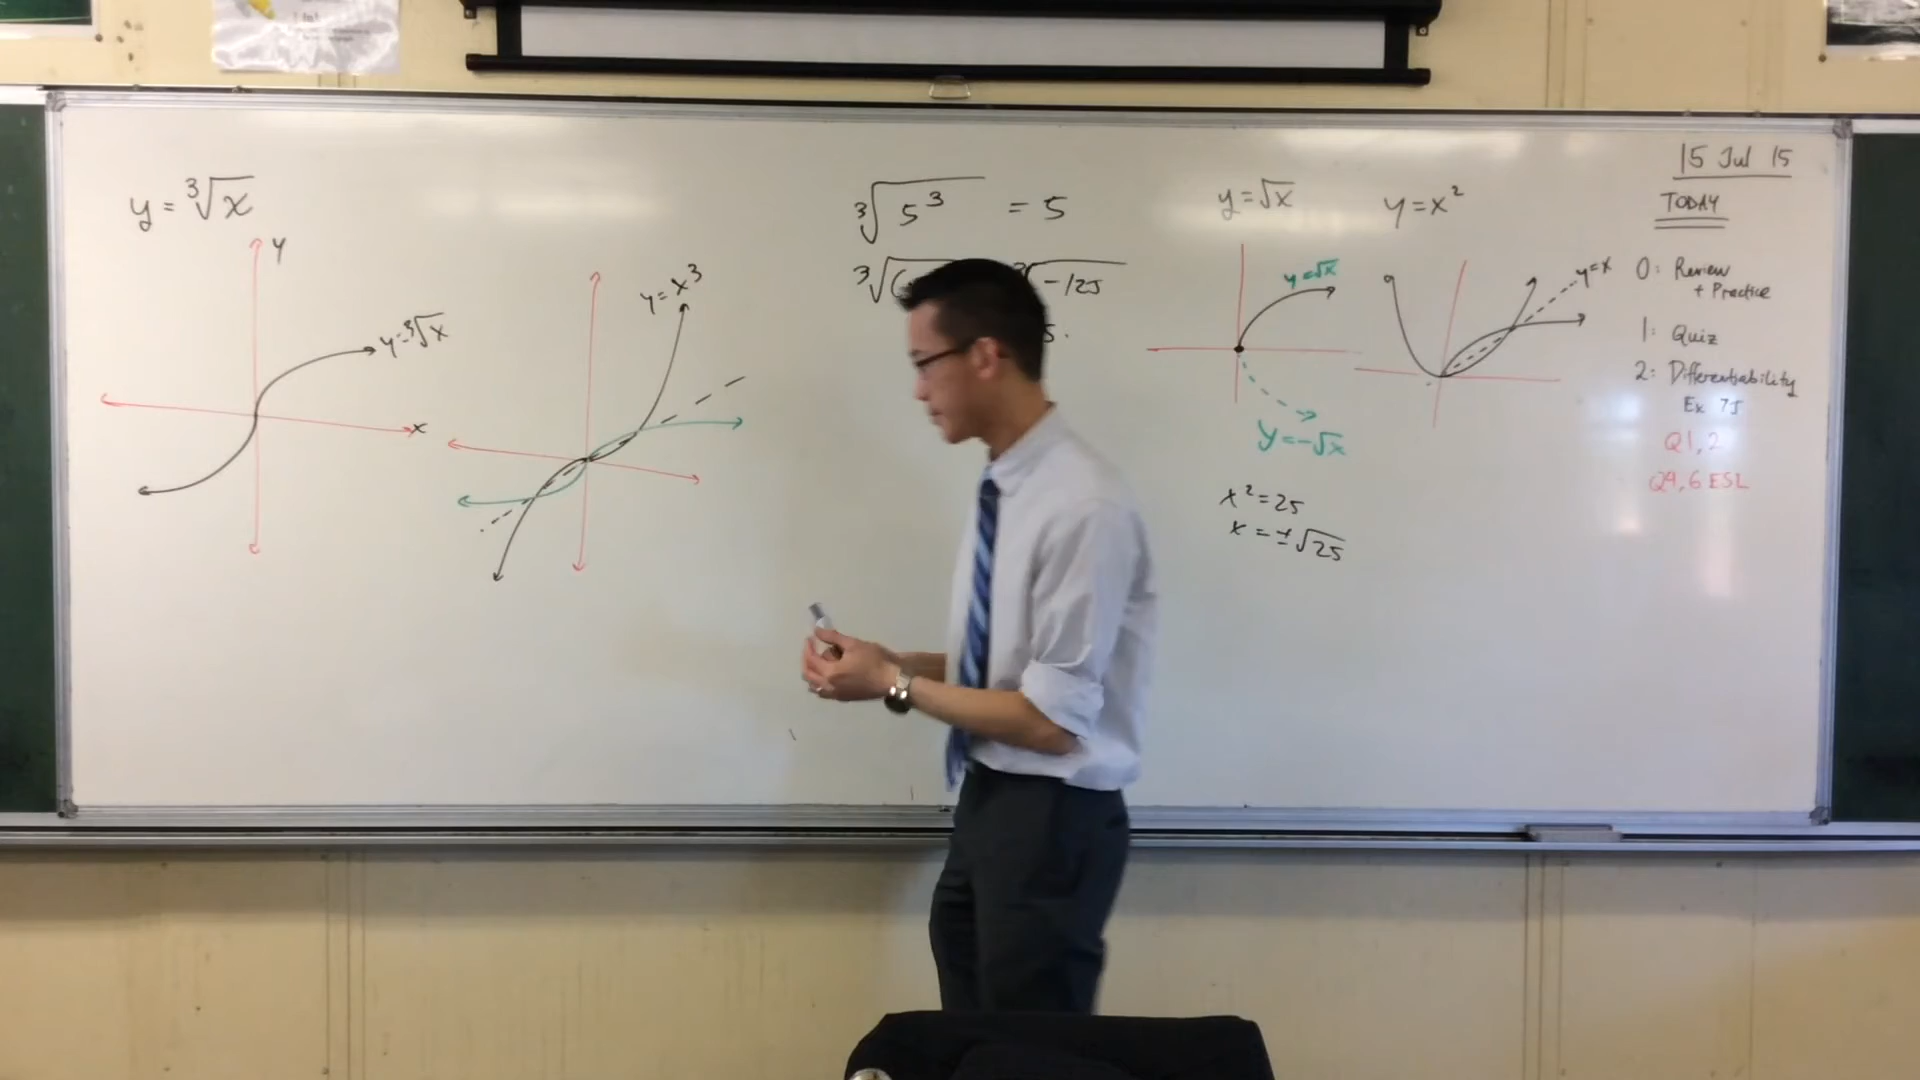 y = ∛x
y
y=∛x
x
y=x³
∛5³ = 5
∛(
-125
5.
y=√x
y=√x
y=-√x
x²=25
x=±√25
y=x²
y=x
15 Jul 15
TODAY
0: Review
+ Practice
1: Quiz
2: Differentiability
Ex 7J
Q1,2
Q4,6 ESL